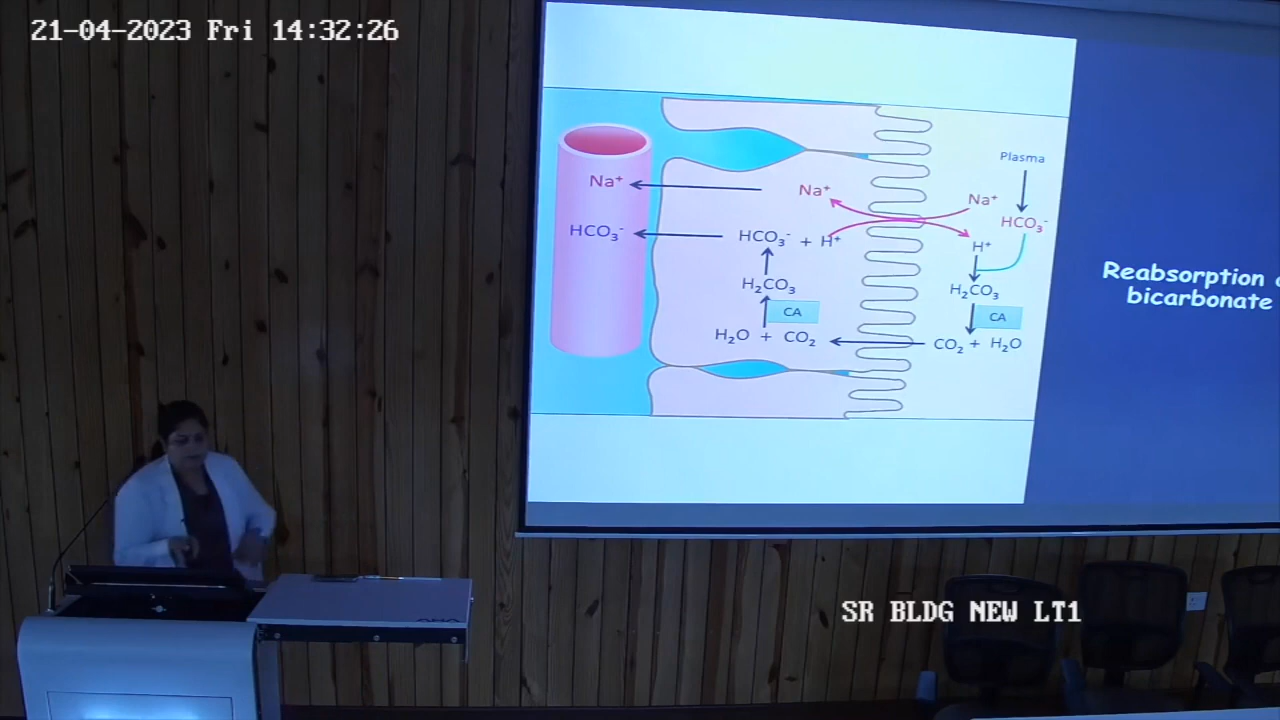 21-04-2023 Fri 14:32:26
Plasma
Na⁺
Na⁺
Na⁺
HCO₃⁻
HCO₃⁻
HCO₃⁻ + H⁺
H⁺
H₂CO₃
H₂CO₃
CA
CA
H₂O + CO₂
CO₂ + H₂O
Reabsorption
bicarbonate
SR BLDG NEW LT1